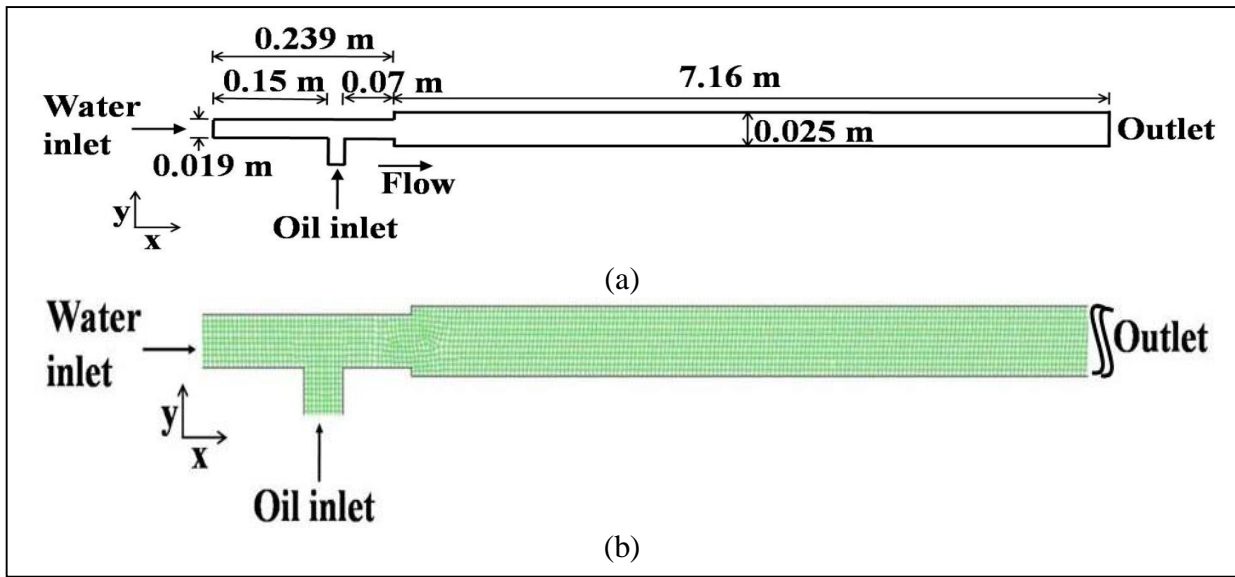 0.239 m
0.15 m 0.07 m 7.16 m
Water
inlet
0.025 m
Outlet
0.019 m
Flow
y
x
Oil inlet
(a)
Water
inlet
Outlet
y
x
Oil inlet
(b)